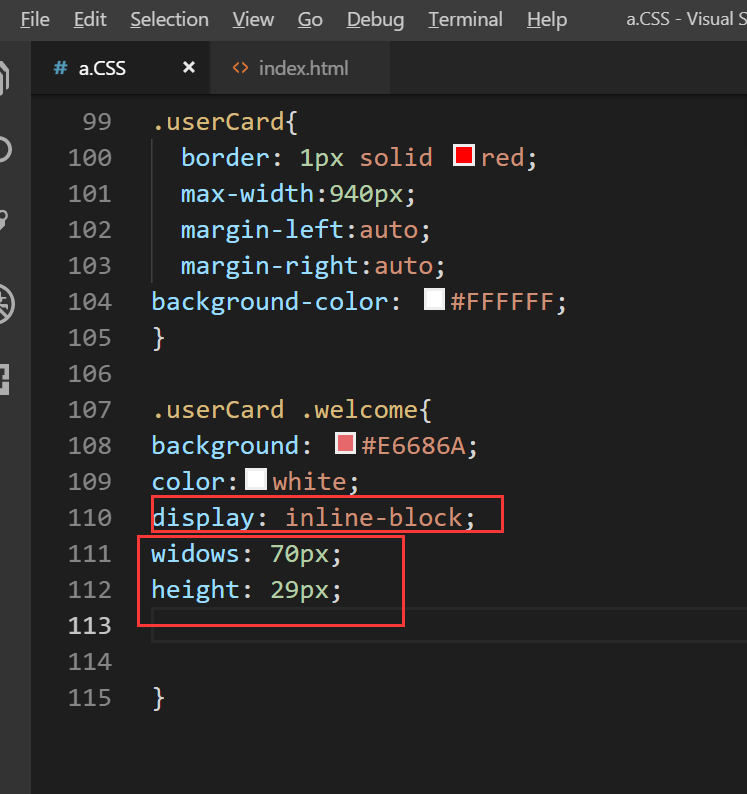 File Edit Selection View Go Debug Terminal Help a.CSS - Visual S
# a.CSS × <> index.html
99 .userCard{
100 border: 1px solid red;
101 max-width:940px;
102 margin-left:auto;
103 margin-right:auto;
104 background-color: #FFFFFF;
105 }
106
107 .userCard .welcome{
108 background: #E6686A;
109 color:white;
110 display: inline-block;
111 widows: 70px;
112 height: 29px;
113
114
115 }